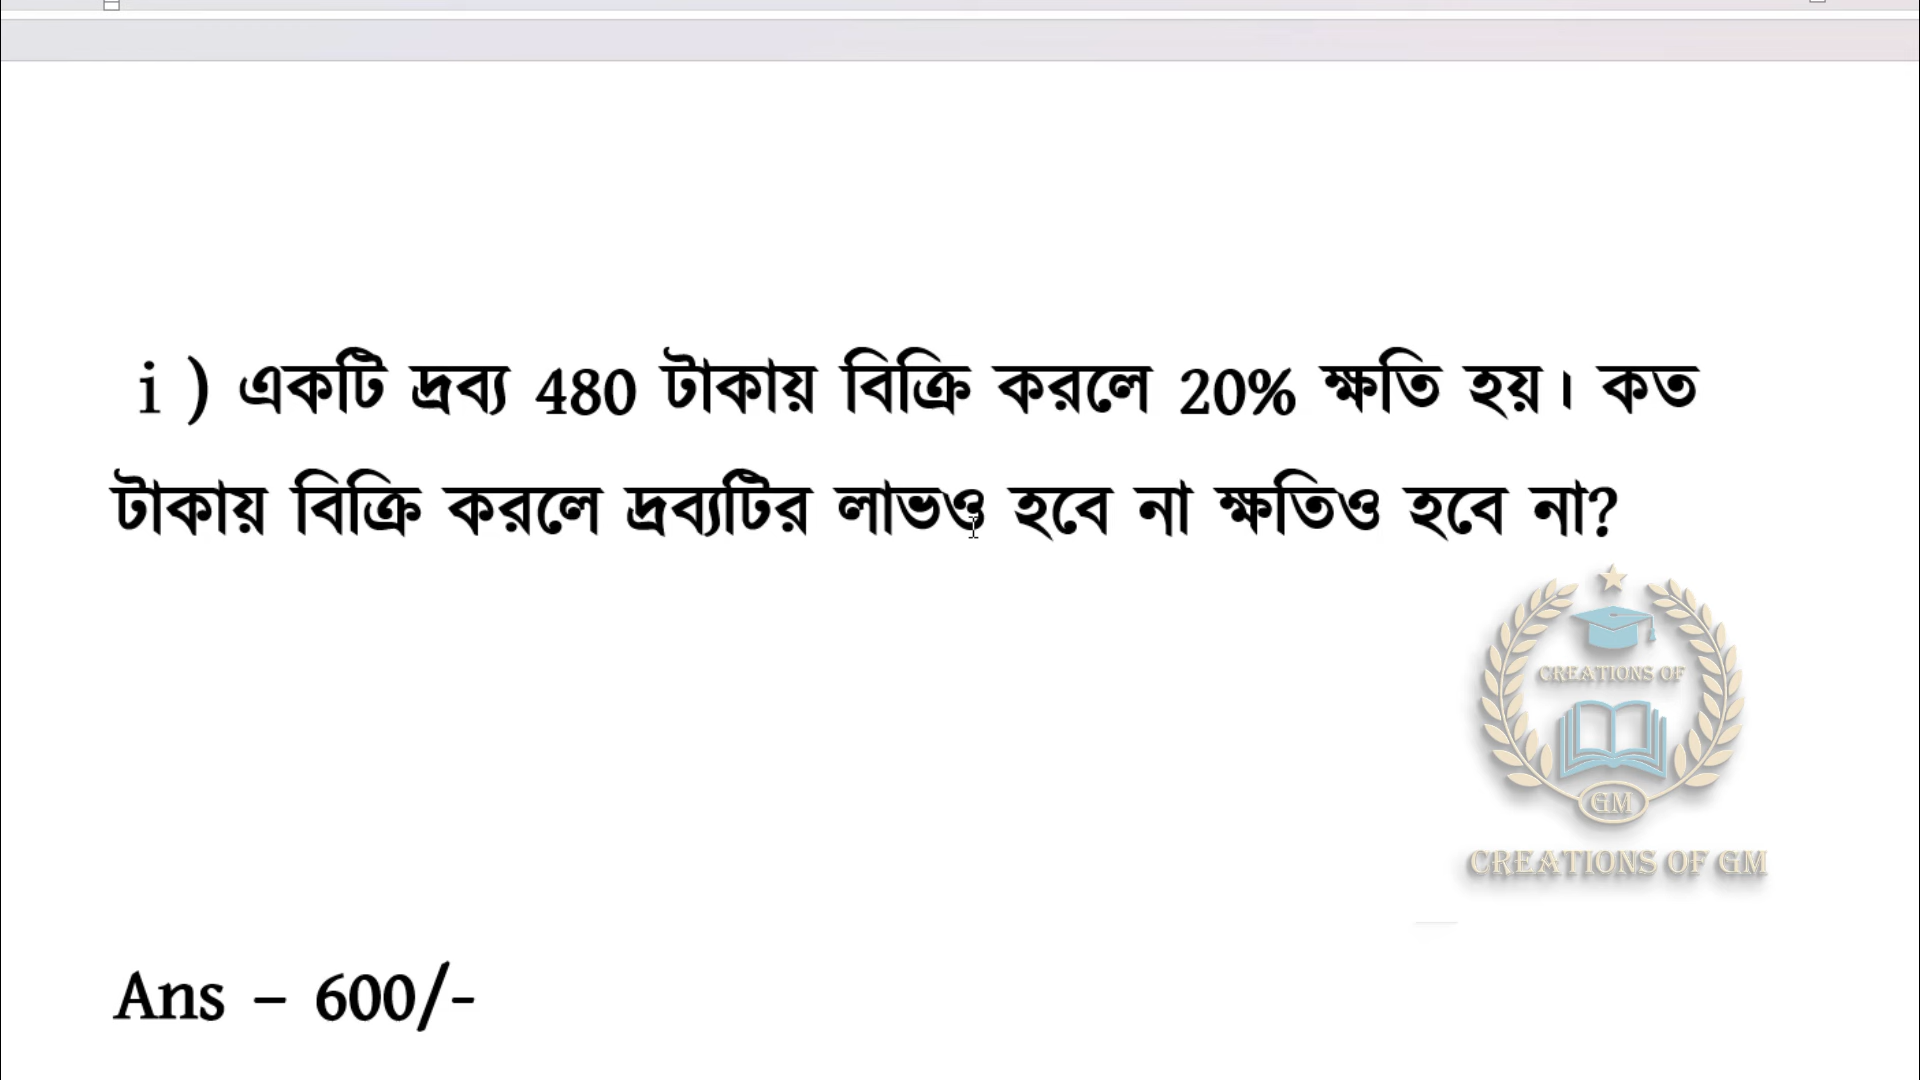 i ) একটি দ্রব্য 480 টাকায় বিক্রি করলে 20% ক্ষতি হয়। কত
টাকায় বিক্রি করলে দ্রব্যটির লাভও হবে না ক্ষতিও হবে না?
CREATIONS OF
GM
CREATIONS OF GM
Ans – 600/-